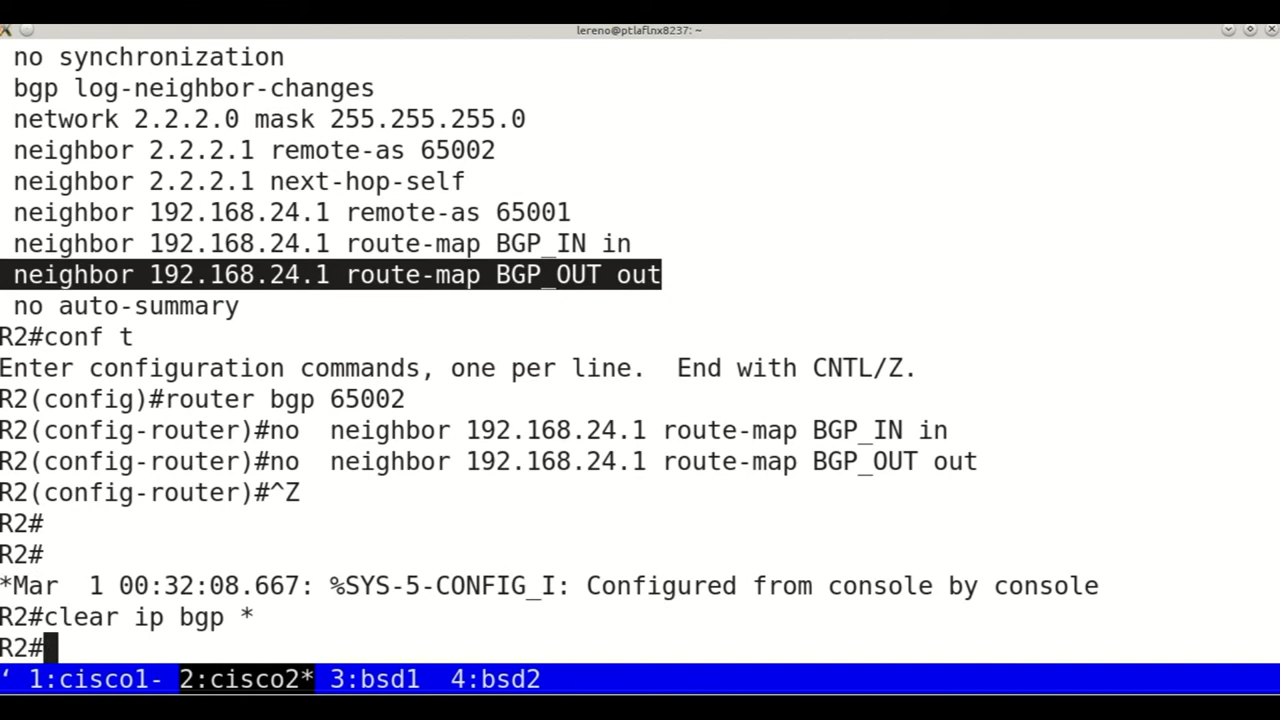 lereno@ptlaflnx8237: ~
no synchronization
bgp log-neighbor-changes
network 2.2.2.0 mask 255.255.255.0
neighbor 2.2.2.1 remote-as 65002
neighbor 2.2.2.1 next-hop-self
neighbor 192.168.24.1 remote-as 65001
neighbor 192.168.24.1 route-map BGP_IN in
neighbor 192.168.24.1 route-map BGP_OUT out
no auto-summary
R2#conf t
Enter configuration commands, one per line.  End with CNTL/Z.
R2(config)#router bgp 65002
R2(config-router)#no  neighbor 192.168.24.1 route-map BGP_IN in
R2(config-router)#no  neighbor 192.168.24.1 route-map BGP_OUT out
R2(config-router)#^Z
R2#
R2#
*Mar  1 00:32:08.667: %SYS-5-CONFIG_I: Configured from console by console
R2#clear ip bgp *
R2#
‘ 1:cisco1- 2:cisco2* 3:bsd1  4:bsd2